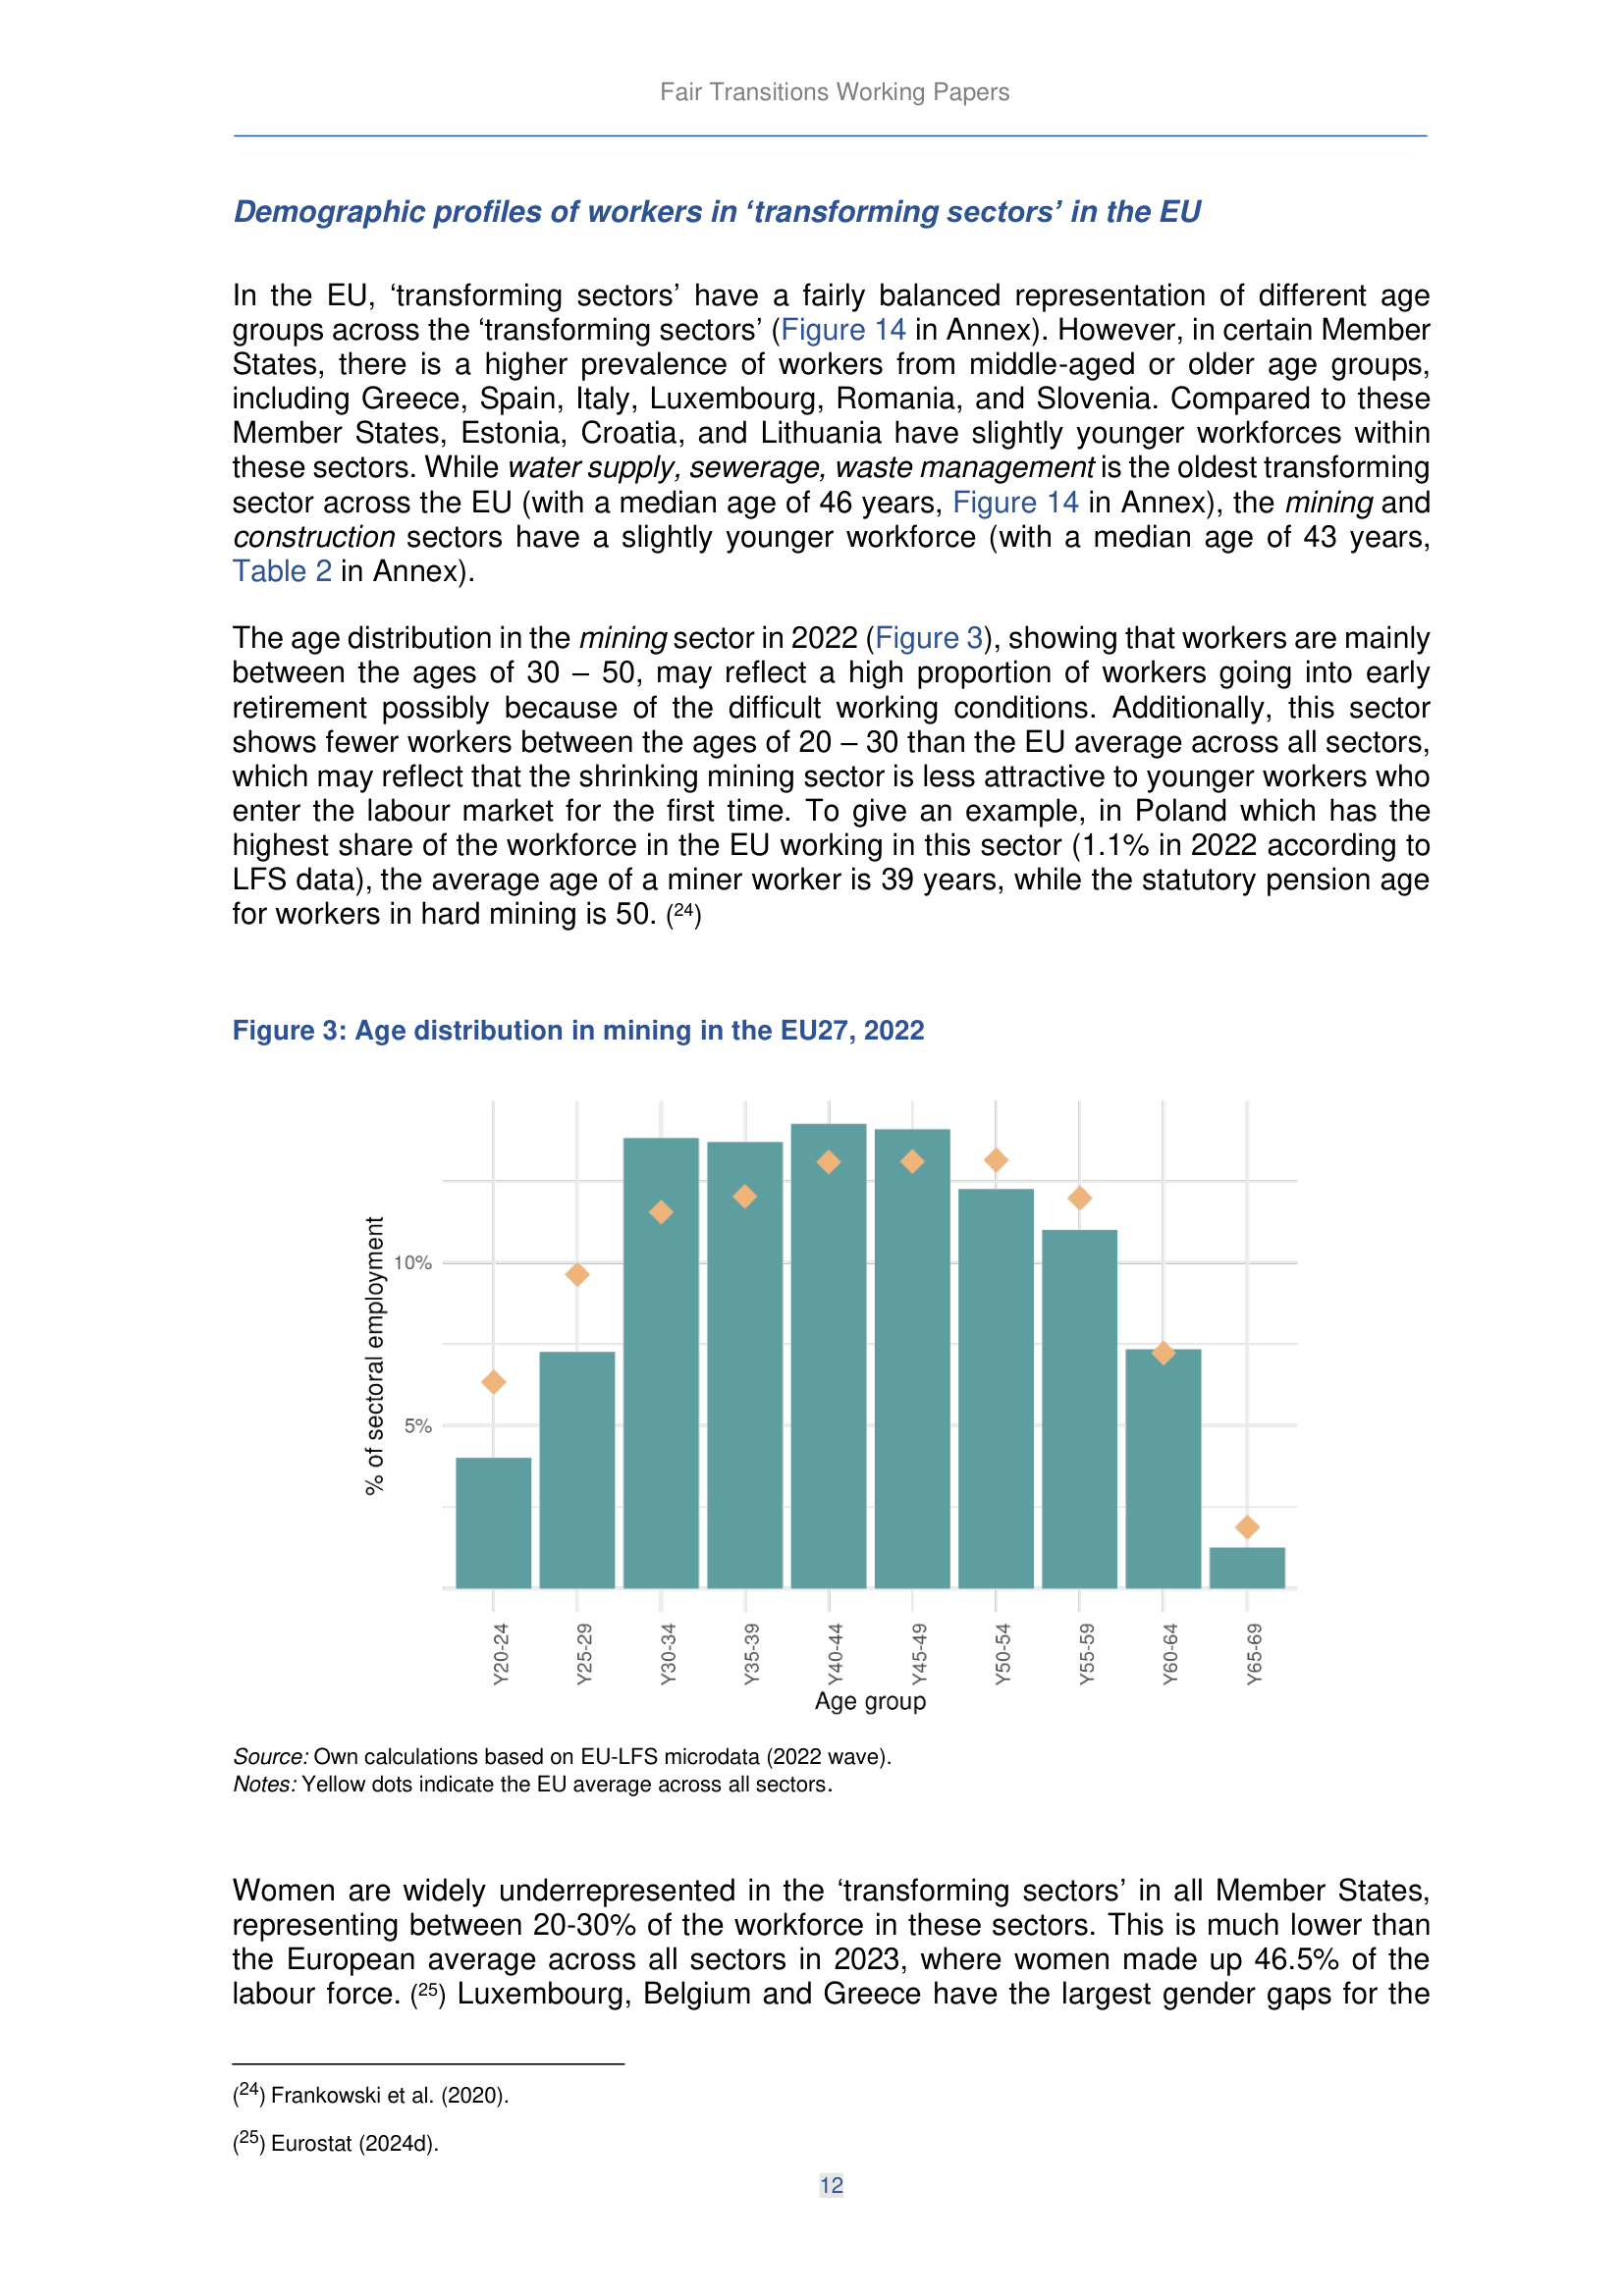 Fair Transitions Working Papers
Demographic profiles of workers in ‘transforming sectors’ in the EU
In the EU, ‘transforming sectors’ have a fairly balanced representation of different age
groups across the ‘transforming sectors’ (Figure 14 in Annex). However, in certain Member
States, there is a higher prevalence of workers from middle-aged or older age groups,
including Greece, Spain, Italy, Luxembourg, Romania, and Slovenia. Compared to these
Member States, Estonia, Croatia, and Lithuania have slightly younger workforces within
these sectors. While water supply, sewerage, waste management is the oldest transforming
sector across the EU (with a median age of 46 years, Figure 14 in Annex), the mining and
construction sectors have a slightly younger workforce (with a median age of 43 years,
Table 2 in Annex).
The age distribution in the mining sector in 2022 (Figure 3), showing that workers are mainly
between the ages of 30 – 50, may reflect a high proportion of workers going into early
retirement possibly because of the difficult working conditions. Additionally, this sector
shows fewer workers between the ages of 20 – 30 than the EU average across all sectors,
which may reflect that the shrinking mining sector is less attractive to younger workers who
enter the labour market for the first time. To give an example, in Poland which has the
highest share of the workforce in the EU working in this sector (1.1% in 2022 according to
LFS data), the average age of a miner worker is 39 years, while the statutory pension age
for workers in hard mining is 50. (24)
Figure 3: Age distribution in mining in the EU27, 2022
% of sectoral employment
10%
5%
Y20-24
Y25-29
Y30-34
Y35-39
Y40-44
Y45-49
Y50-54
Y55-59
Y60-64
Y65-69
Age group
Source: Own calculations based on EU-LFS microdata (2022 wave).
Notes: Yellow dots indicate the EU average across all sectors.
Women are widely underrepresented in the ‘transforming sectors’ in all Member States,
representing between 20-30% of the workforce in these sectors. This is much lower than
the European average across all sectors in 2023, where women made up 46.5% of the
labour force. (25) Luxembourg, Belgium and Greece have the largest gender gaps for the
(24) Frankowski et al. (2020).
(25) Eurostat (2024d).
12